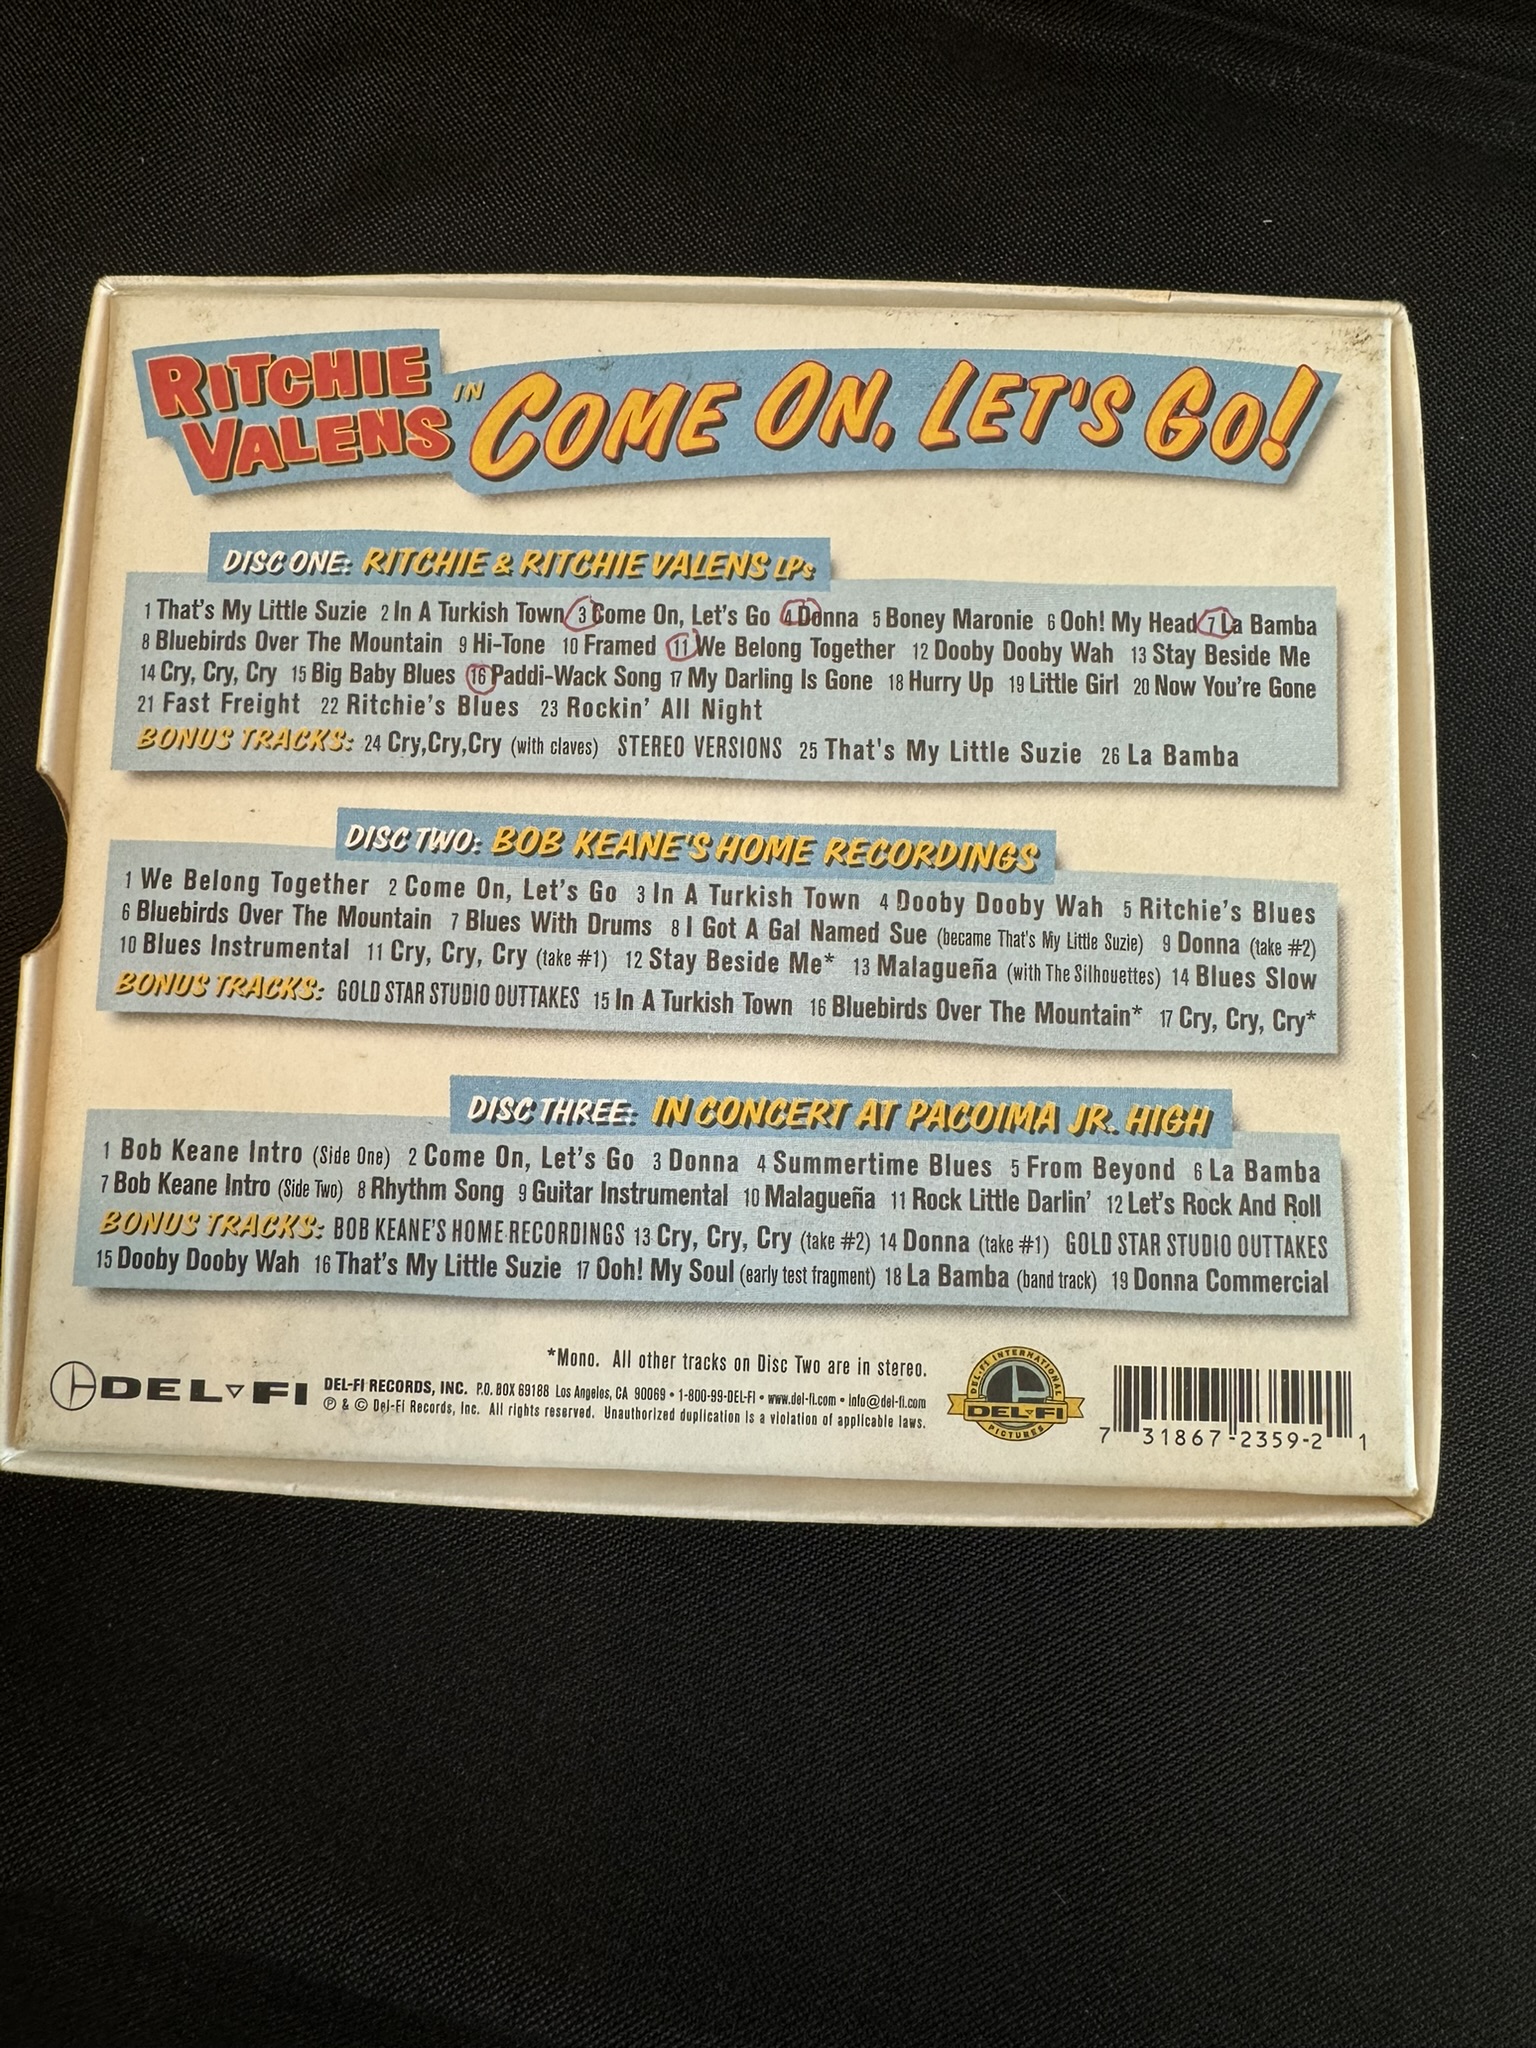 RITCHIE VALENS IN COME ON, LET'S GO!
DISC ONE: RITCHIE & RITCHIE VALENS LPs
1 That's My Little Suzie 2 In A Turkish Town 3 Come On, Let's Go 4 Donna 5 Boney Maronie 6 Ooh! My Head 7 La Bamba
8 Bluebirds Over The Mountain 9 Hi-Tone 10 Framed 11 We Belong Together 12 Dooby Dooby Wah 13 Stay Beside Me
14 Cry, Cry, Cry 15 Big Baby Blues 16 Paddi-Wack Song 17 My Darling Is Gone 18 Hurry Up 19 Little Girl 20 Now You're Gone
21 Fast Freight 22 Ritchie's Blues 23 Rockin' All Night
BONUS TRACKS: 24 Cry,Cry,Cry (with claves) STEREO VERSIONS 25 That's My Little Suzie 26 La Bamba
DISC TWO: BOB KEANE'S HOME RECORDINGS
1 We Belong Together 2 Come On, Let's Go 3 In A Turkish Town 4 Dooby Dooby Wah 5 Ritchie's Blues
6 Bluebirds Over The Mountain 7 Blues With Drums 8 I Got A Gal Named Sue (became That's My Little Suzie) 9 Donna (take #2)
10 Blues Instrumental 11 Cry, Cry, Cry (take #1) 12 Stay Beside Me* 13 Malagueña (with The Silhouettes) 14 Blues Slow
BONUS TRACKS: GOLD STAR STUDIO OUTTAKES 15 In A Turkish Town 16 Bluebirds Over The Mountain* 17 Cry, Cry, Cry*
DISC THREE: IN CONCERT AT PACOIMA JR. HIGH
1 Bob Keane Intro (Side One) 2 Come On, Let's Go 3 Donna 4 Summertime Blues 5 From Beyond 6 La Bamba
7 Bob Keane Intro (Side Two) 8 Rhythm Song 9 Guitar Instrumental 10 Malagueña 11 Rock Little Darlin' 12 Let's Rock And Roll
BONUS TRACKS: BOB KEANE'S HOME RECORDINGS 13 Cry, Cry, Cry (take #2) 14 Donna (take #1) GOLD STAR STUDIO OUTTAKES
15 Dooby Dooby Wah 16 That's My Little Suzie 17 Ooh! My Soul (early test fragment) 18 La Bamba (band track) 19 Donna Commercial
*Mono. All other tracks on Disc Two are in stereo.
DEL-FI
DEL-FI RECORDS, INC. P.O. BOX 69188 Los Angeles, CA 90069 • 1-800-99-DEL-FI • www.del-fi.com • info@del-fi.com
℗ & © Del-Fi Records, Inc. All rights reserved. Unauthorized duplication is a violation of applicable laws.
DEL-FI INTERNATIONAL
DEL-FI
PICTURES
7 31867-2359-2 1